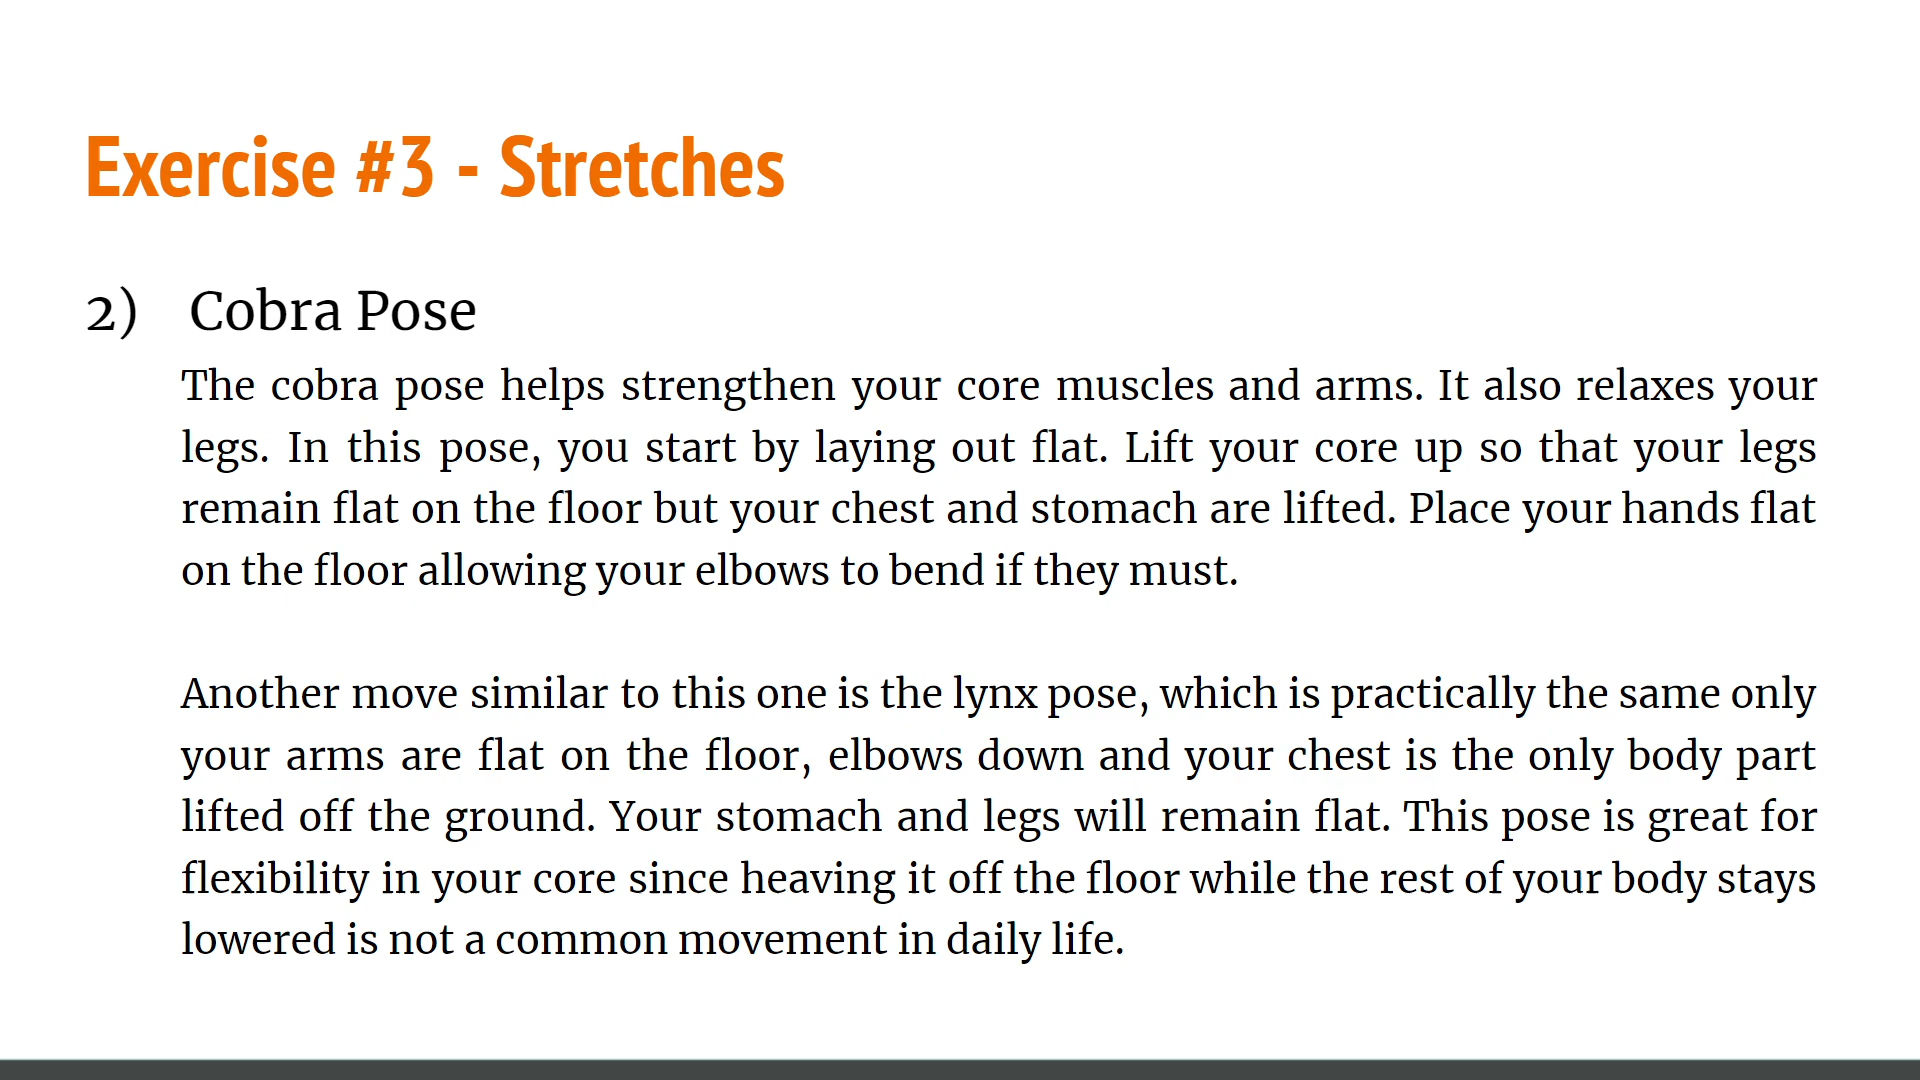 Exercise #3 - Stretches
2) Cobra Pose
The cobra pose helps strengthen your core muscles and arms. It also relaxes your
legs. In this pose, you start by laying out flat. Lift your core up so that your legs
remain flat on the floor but your chest and stomach are lifted. Place your hands flat
on the floor allowing your elbows to bend if they must.
Another move similar to this one is the lynx pose, which is practically the same only
your arms are flat on the floor, elbows down and your chest is the only body part
lifted off the ground. Your stomach and legs will remain flat. This pose is great for
flexibility in your core since heaving it off the floor while the rest of your body stays
lowered is not a common movement in daily life.